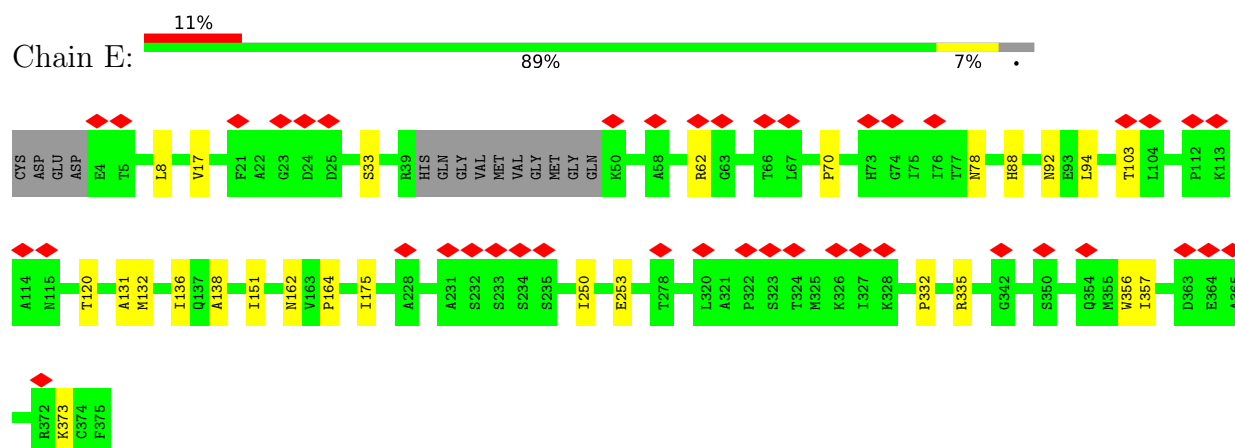 11%
Chain E:
89%
7%
•
CYS ASP GLU ASP E4 T5 L8 V17 F21 A22 G23 D24 D25 S33 R39 HIS GLN GLY VAL MET VAL GLY MET GLY GLN K50 A58 R62 G63 T66 L67 P70 H73 G74 I75 I76 T77 N78 H88 N92 E93 L94 T103 L104 P112 K113
A114 N115 T120 A131 M132 I136 Q137 A138 I151 N162 V163 P164 I175 A228 A231 S232 S233 S234 S235 I250 E253 T278 L320 A321 P322 S323 T324 M325 K326 I327 K328 P332 R335 G342 S350 Q354 M355 W356 I357 D363 E364 A365
R372 K373 C374 F375